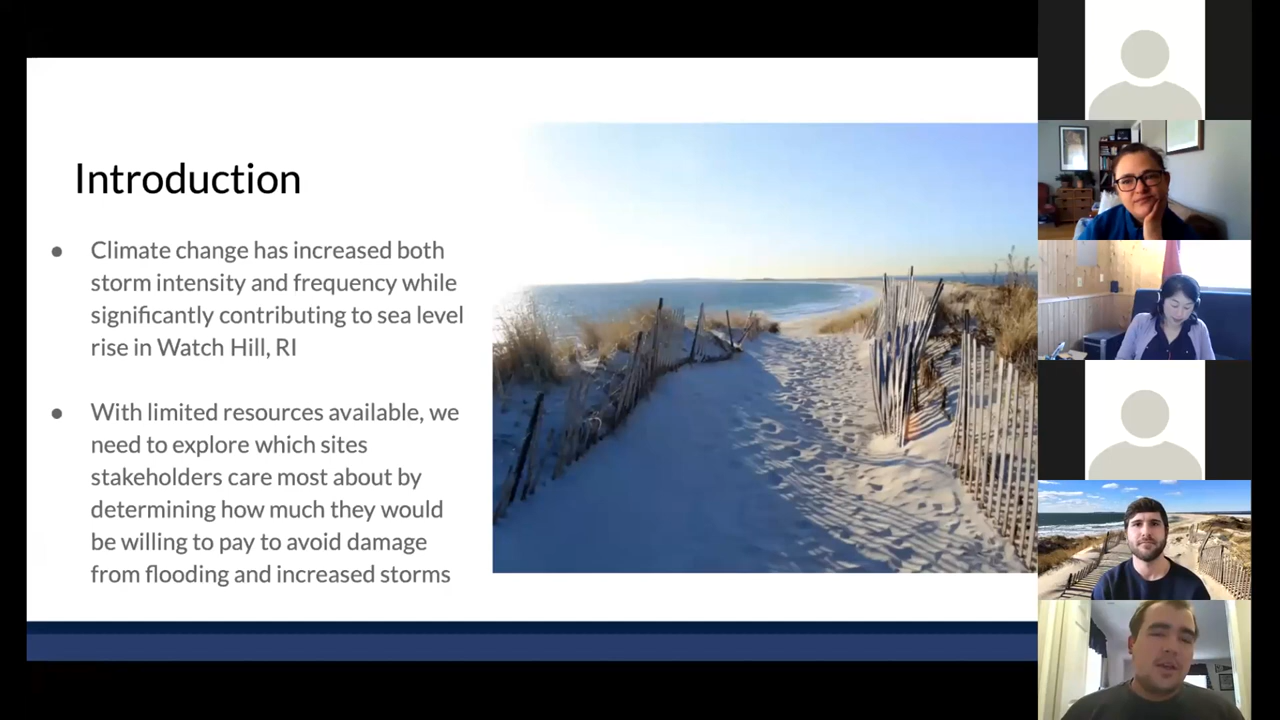 Introduction
● Climate change has increased both
storm intensity and frequency while
significantly contributing to sea level
rise in Watch Hill, RI
● With limited resources available, we
need to explore which sites
stakeholders care most about by
determining how much they would
be willing to pay to avoid damage
from flooding and increased storms